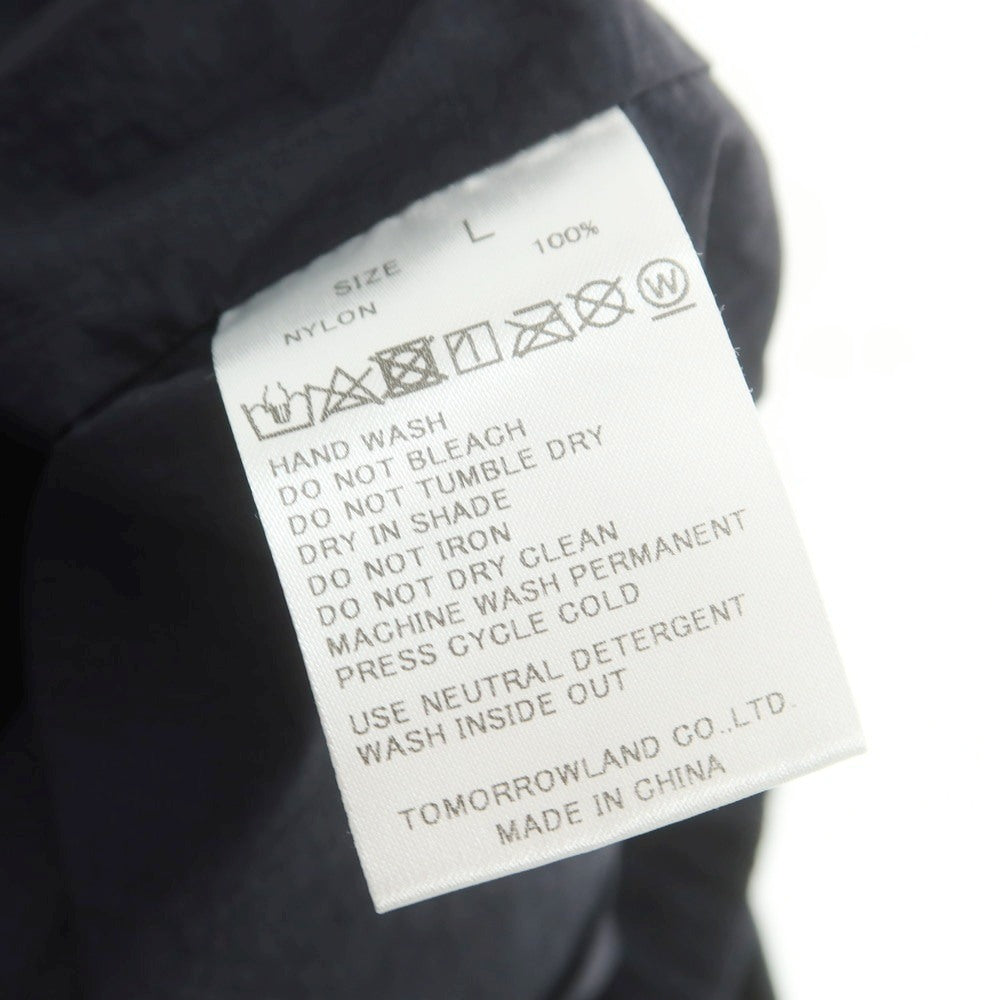 SIZE L
NYLON 100%
W
HAND WASH
DO NOT BLEACH
DO NOT TUMBLE DRY
DRY IN SHADE
DO NOT IRON
DO NOT DRY CLEAN
MACHINE WASH PERMANENT
PRESS CYCLE COLD
USE NEUTRAL DETERGENT
WASH INSIDE OUT
TOMORROWLAND CO.,LTD.
MADE IN CHINA